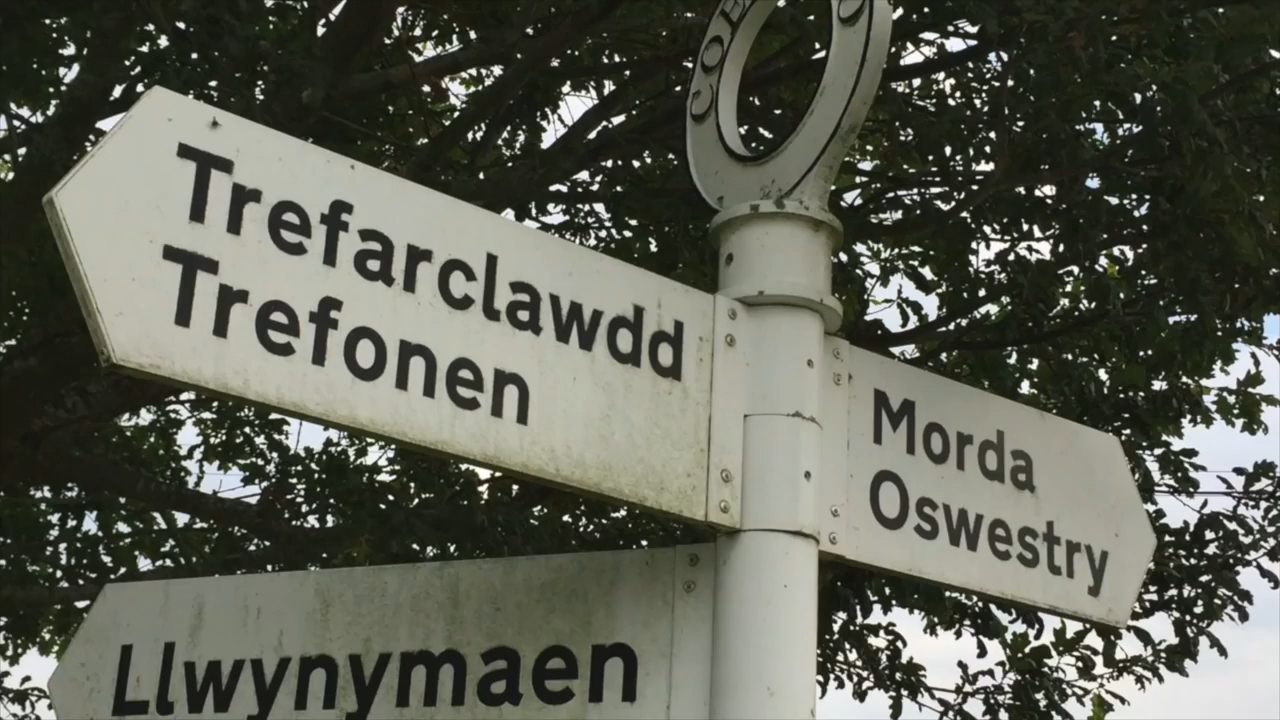 Trefarclawdd
Trefonen
Morda
Oswestry
Llwynymaen